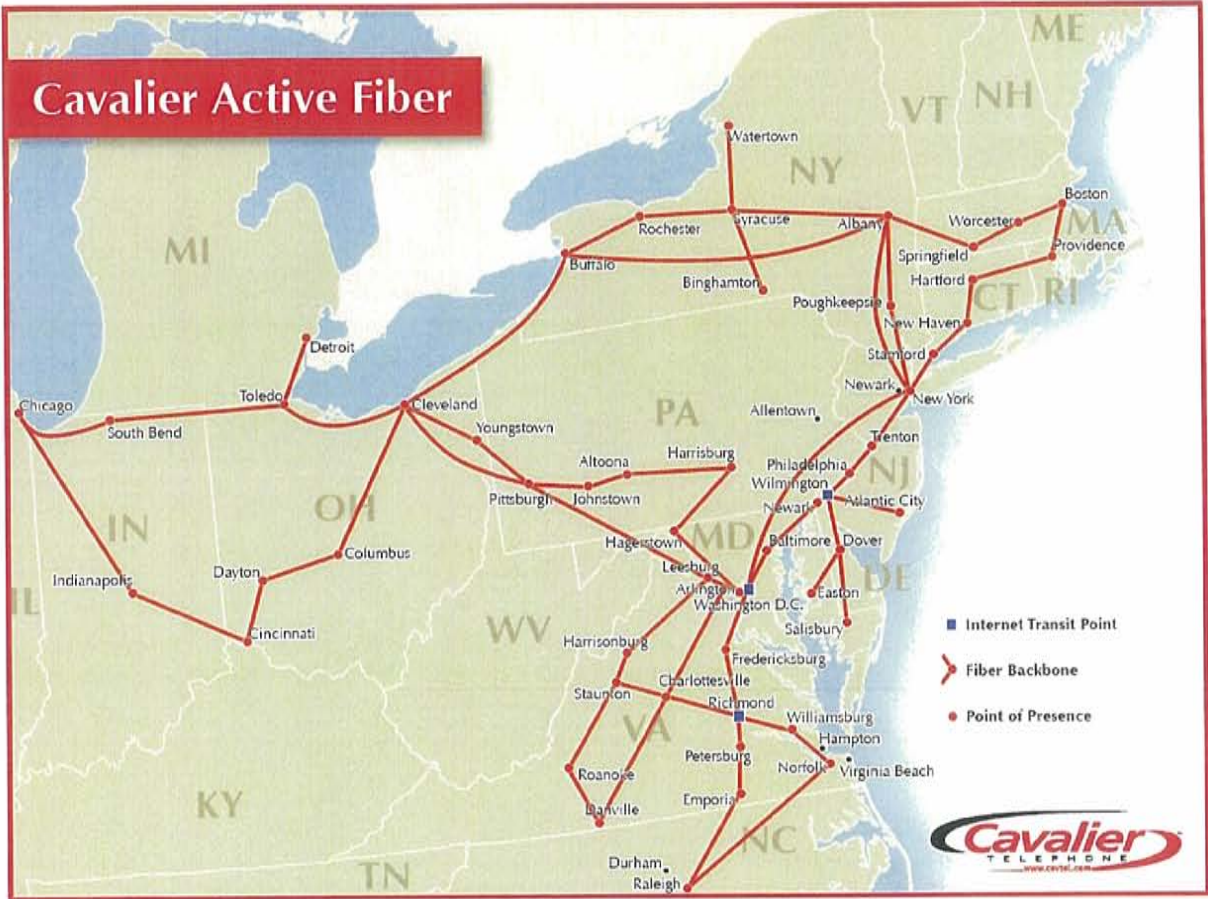 ME
Cavalier Active Fiber
VT
NH
Watertown
NY
Boston
Syracuse
Albany
Worcester
MA
Rochester
Providence
MI
Springfield
Buffalo
Hartford
Binghamton
CT
RI
Poughkeepsie
New Haven
Detroit
Stamford
Newark
Toledo
New York
Chicago
Cleveland
PA
Allentown
South Bend
Youngstown
Trenton
Altoona
Harrisburg
Philadelphia
NJ
Wilmington
Pittsburgh
Johnstown
Atlantic City
Newark
OH
IN
MD
Hagerstown
Baltimore
Dover
Columbus
Leesburg
Dayton
Arlington
DE
Indianapolis
Easton
Washington D.C.
IL
Salisbury
Internet Transit Point
Cincinnati
WV
Harrisonburg
Fredericksburg
Fiber Backbone
Charlottesville
Staunton
Richmond
Williamsburg
Point of Presence
VA
Hampton
Petersburg
Norfolk
Virginia Beach
Roanoke
Emporia
KY
Danville
NC
Cavalier
TELEPHONE
www.cavtel.com
Durham
TN
Raleigh